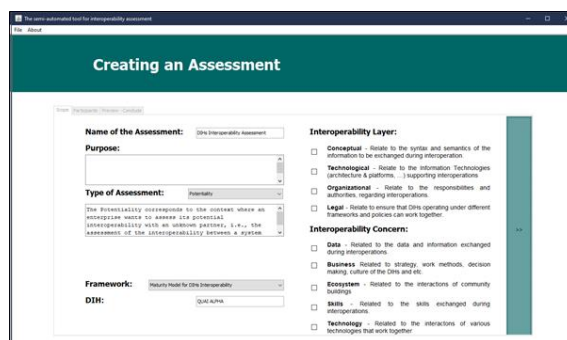 The semi-automated tool for interoperability assessment
File About
Creating an Assessment
Scope Participants Preview - Conclude
Name of the Assessment: DIHs Interoperability Assessment
Purpose:
Type of Assessment: Potentiality
The Potentiality corresponds to the context where an
enterprise wants to assess its potential
interoperability with an unknown partner, i.e., the
assessment of the interoperability between a system
Framework: Maturity Model for DIHs Interoperability
DIH: QUAI ALPHA
Interoperability Layer:
Conceptual - Relate to the syntax and semantics of the
information to be exchanged during interoperation.
Technological - Relate to the Information Technologies
(architecture & platforms, ...) supporting interoperations
Organizational - Relate to the responsibilities and
authorities, regarding interoperations.
Legal - Relate to ensure that DIHs operating under different
frameworks and policies can work together.
Interoperability Concern:
Data - Related to the data and information exchanged
during interoperations
Business Related to strategy, work methods, decision
making, culture of the DIHs and etc.
Ecosystem - Related to the interactions of community
buildings
Skills - Related to the skills exchanged during
interoperations.
Technology - Related to the interactons of various
technologies that work together
>>